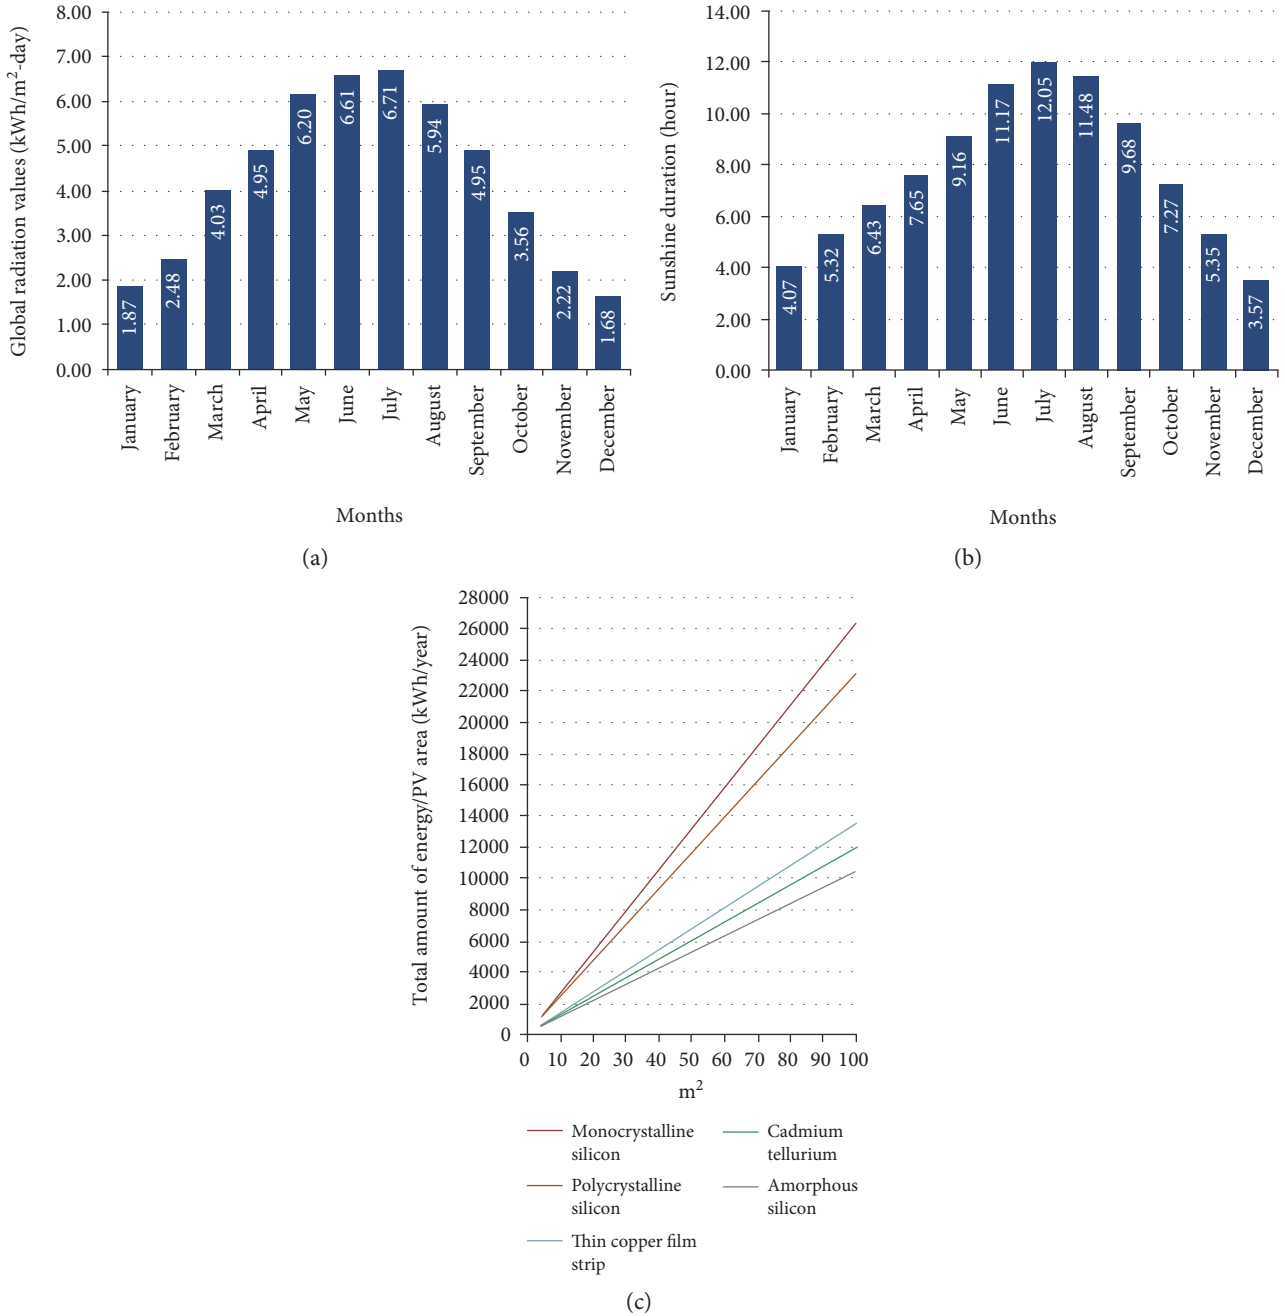 8.00
7.00
6.00
5.00
4.00
3.00
2.00
1.00
0.00
Global radiation values (kWh/m²-day)
1.87
2.48
4.03
4.95
6.20
6.61
6.71
5.94
4.95
3.56
2.22
1.68
January
February
March
April
May
June
July
August
September
October
November
December
Months
(a)
14.00
12.00
10.00
8.00
6.00
4.00
2.00
0.00
Sunshine duration (hour)
4.07
5.32
6.43
7.65
9.16
11.17
12.05
11.48
9.68
7.27
5.35
3.57
January
February
March
April
May
June
July
August
September
October
November
December
Months
(b)
28000
26000
24000
22000
20000
18000
16000
14000
12000
10000
8000
6000
4000
2000
0
Total amount of energy/PV area (kWh/year)
0 10 20 30 40 50 60 70 80 90 100
m²
Monocrystalline
silicon
Polycrystalline
silicon
Thin copper film
strip
Cadmium
tellurium
Amorphous
silicon
(c)